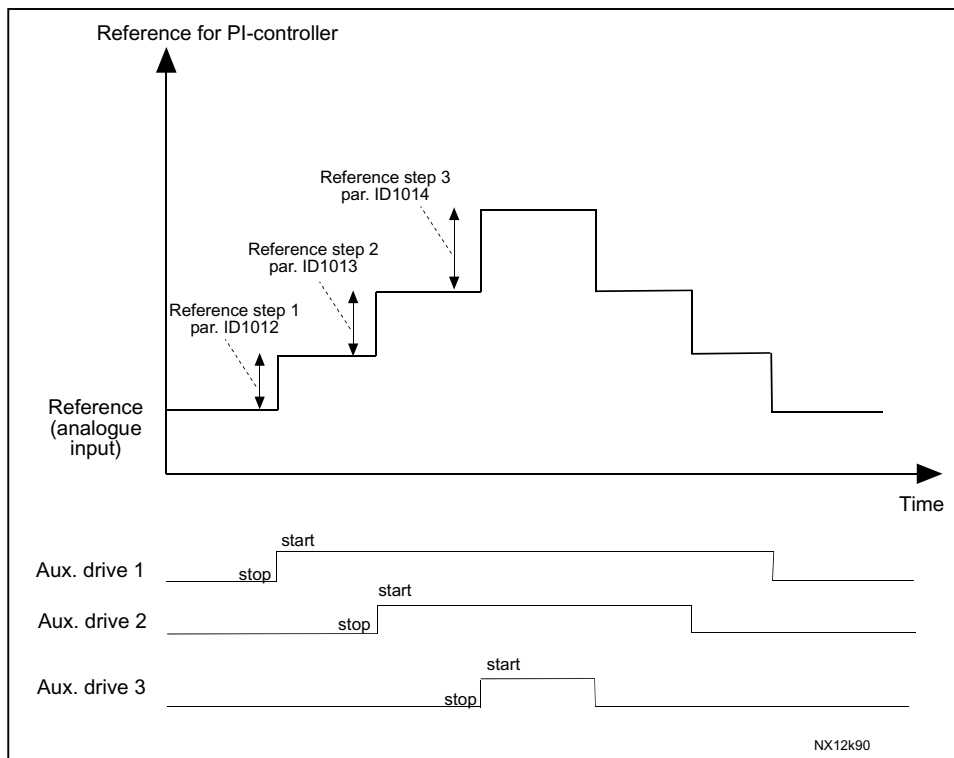 Reference for PI-controller
Reference step 3
par. ID1014
Reference step 2
par. ID1013
Reference step 1
par. ID1012
Reference
(analogue
input)
Time
start
Aux. drive 1
stop
start
Aux. drive 2
stop
start
Aux. drive 3
stop
NX12k90